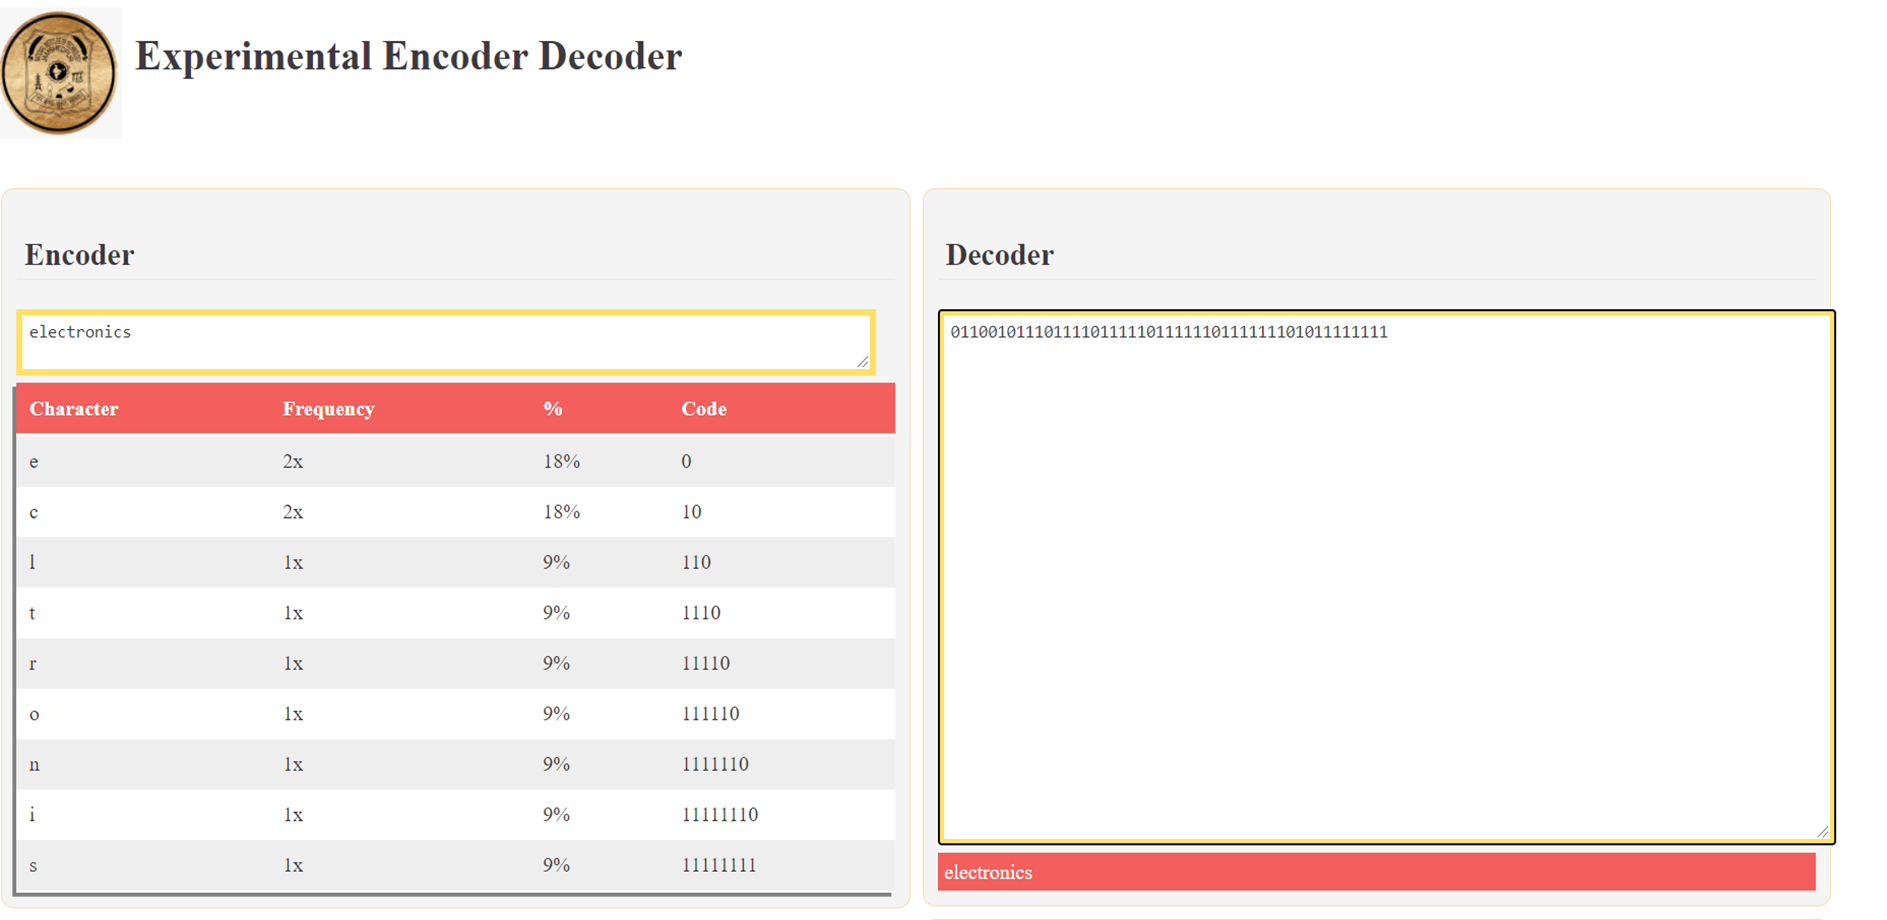 Experimental Encoder Decoder
Encoder
electronics
Character Frequency % Code
e 2x 18% 0
c 2x 18% 10
l 1x 9% 110
t 1x 9% 1110
r 1x 9% 11110
o 1x 9% 111110
n 1x 9% 1111110
i 1x 9% 11111110
s 1x 9% 11111111
Decoder
01100101110111101111101111110111111101011111111
electronics